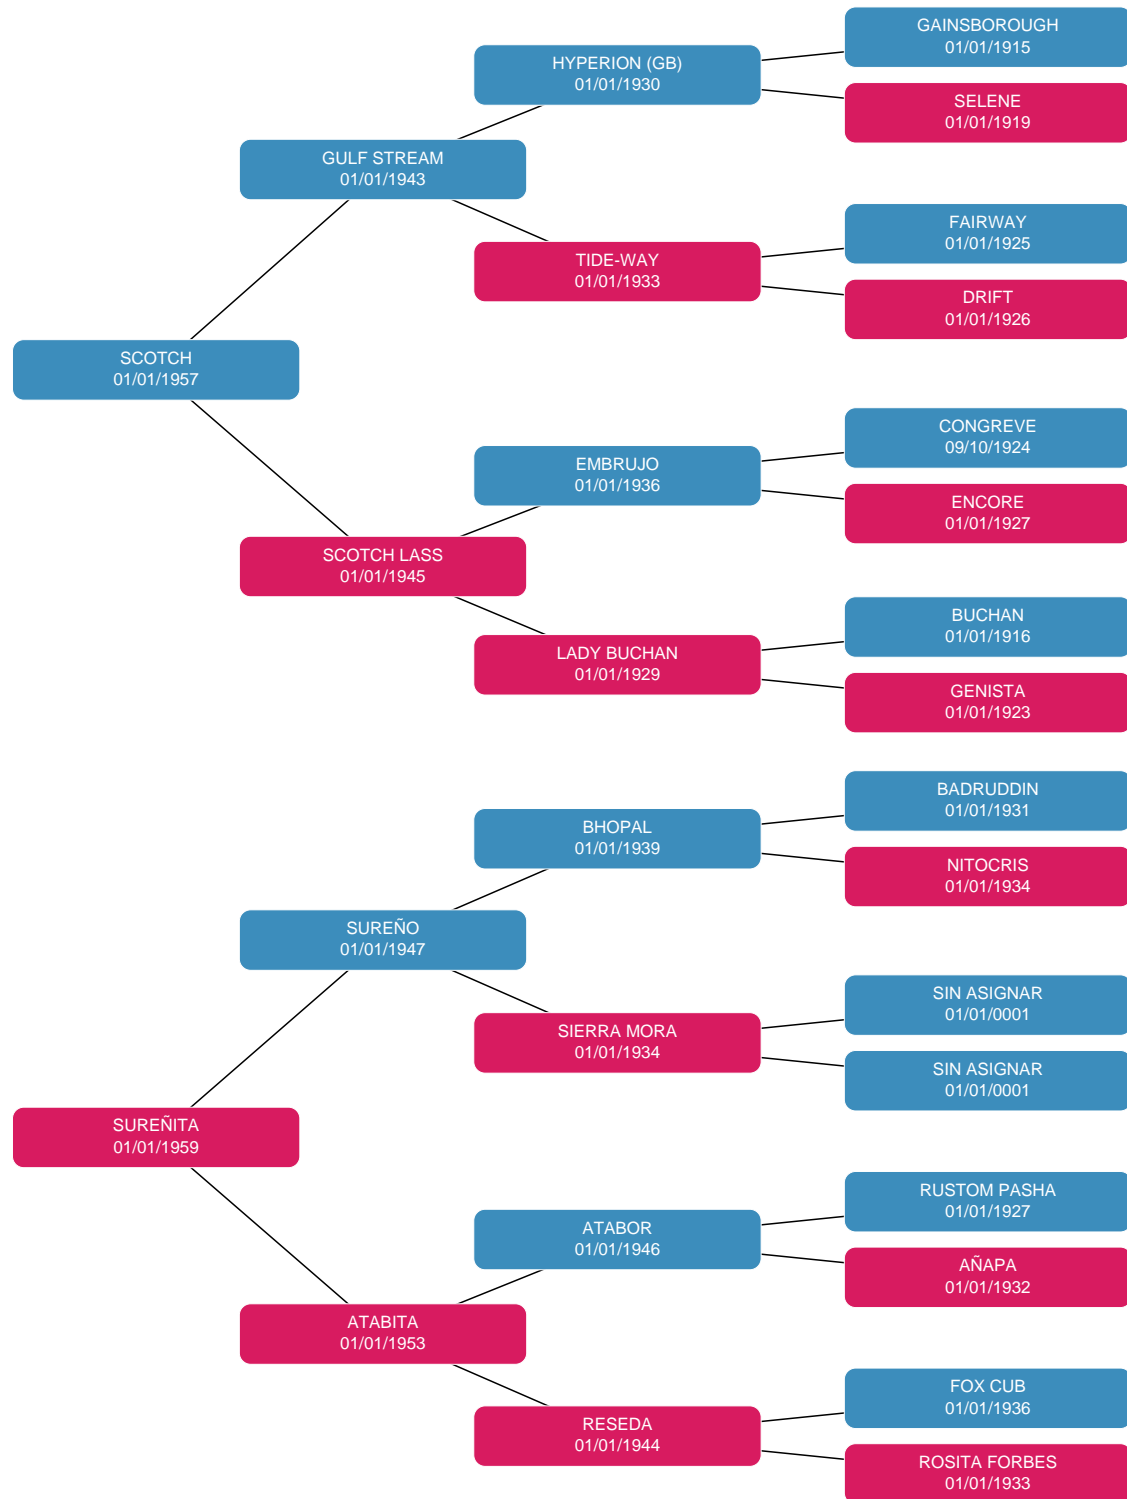 GAINSBOROUGH
01/01/1915
HYPERION (GB)
01/01/1930
SELENE
01/01/1919
GULF STREAM
01/01/1943
FAIRWAY
01/01/1925
TIDE-WAY
01/01/1933
DRIFT
01/01/1926
SCOTCH
01/01/1957
CONGREVE
09/10/1924
EMBRUJO
01/01/1936
ENCORE
01/01/1927
SCOTCH LASS
01/01/1945
BUCHAN
01/01/1916
LADY BUCHAN
01/01/1929
GENISTA
01/01/1923
BADRUDDIN
01/01/1931
BHOPAL
01/01/1939
NITOCRIS
01/01/1934
SUREÑO
01/01/1947
SIN ASIGNAR
01/01/0001
SIERRA MORA
01/01/1934
SIN ASIGNAR
01/01/0001
SUREÑITA
01/01/1959
RUSTOM PASHA
01/01/1927
ATABOR
01/01/1946
AÑAPA
01/01/1932
ATABITA
01/01/1953
FOX CUB
01/01/1936
RESEDA
01/01/1944
ROSITA FORBES
01/01/1933